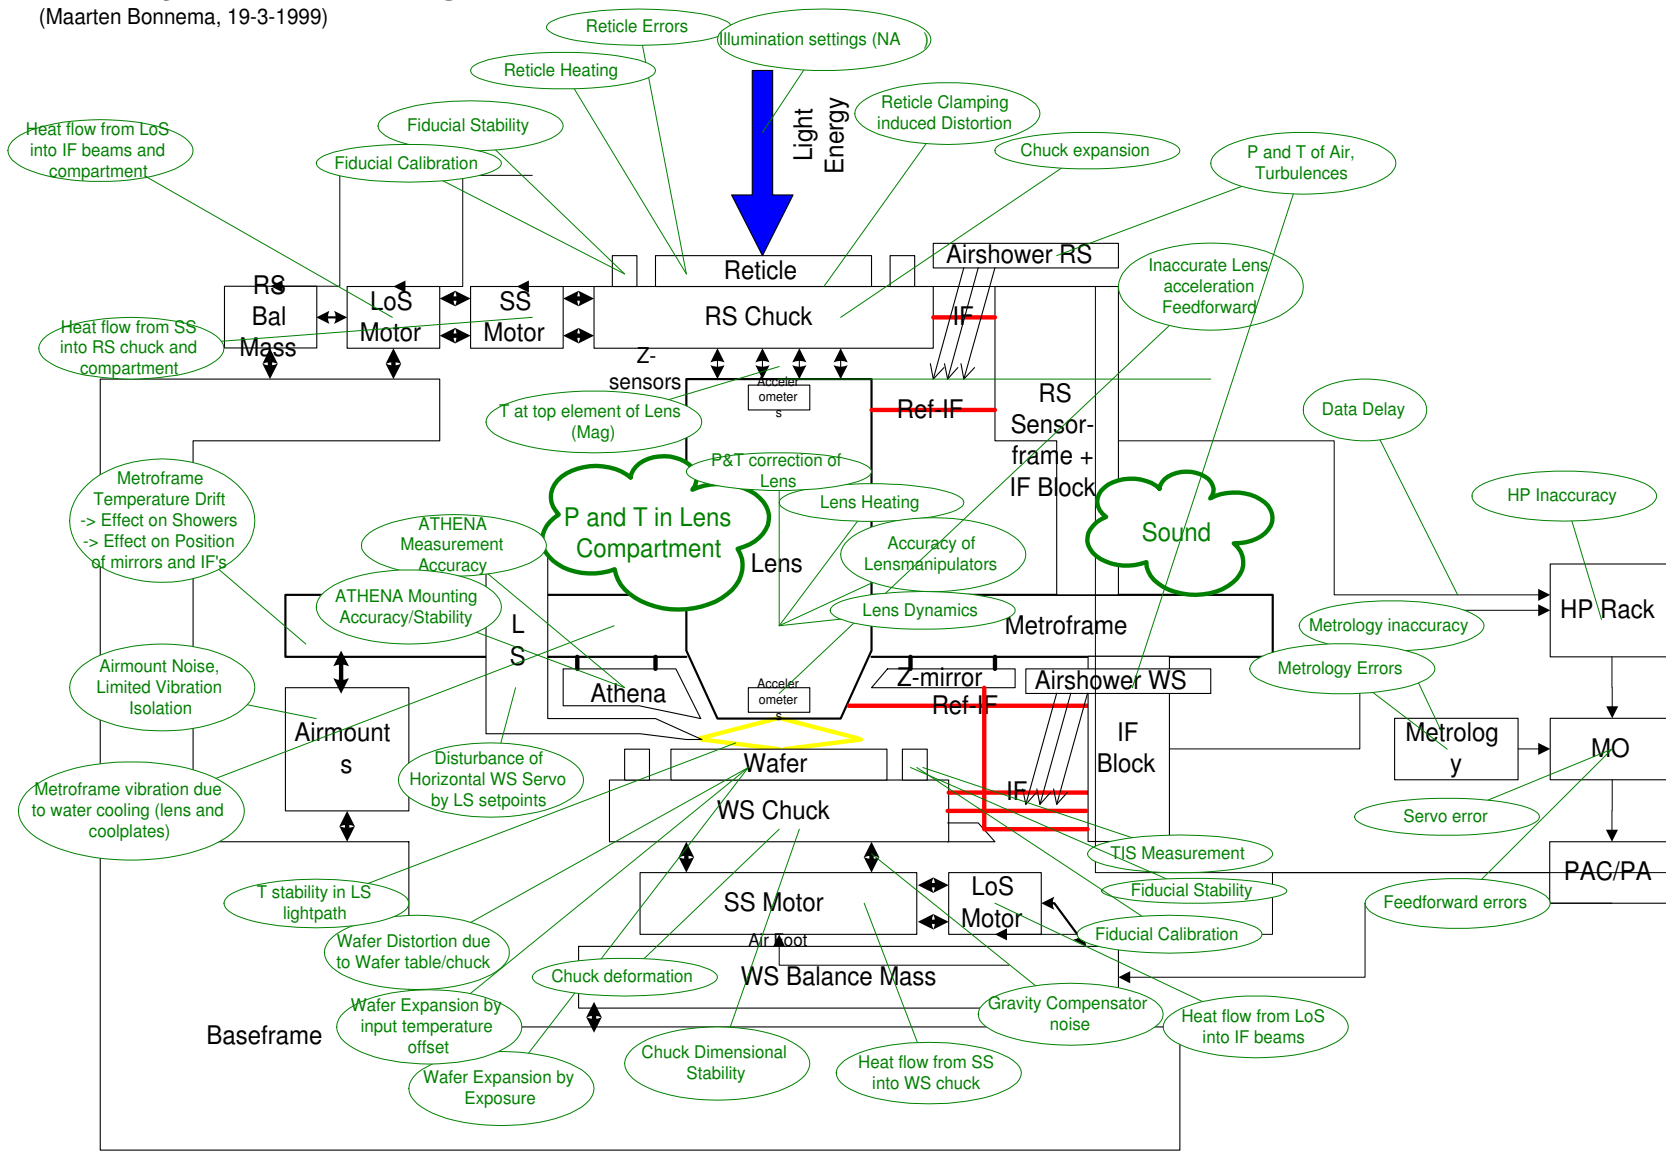 (Maarten Bonnema, 19-3-1999)
Reticle Errors
Illumination settings (NA )
Reticle Heating
Light
Energy
Reticle Clamping
induced Distortion
Heat flow from LoS
into IF beams and
compartment
Fiducial Stability
Fiducial Calibration
Chuck expansion
P and T of Air,
Turbulences
Reticle
Airshower RS
Inaccurate Lens
acceleration
Feedforward
RS
Bal
Mass
LoS
Motor
SS
Motor
RS Chuck
IF
Heat flow from SS
into RS chuck and
compartment
Z-
sensors
Acceler
ometer
s
T at top element of Lens
(Mag)
Ref-IF
RS
Sensor-
frame +
IF Block
Data Delay
Metroframe
Temperature Drift
-> Effect on Showers
-> Effect on Position
of mirrors and IF's
P&T correction of
Lens
Lens Heating
HP Inaccuracy
P and T in Lens
Compartment
ATHENA
Measurement
Accuracy
Accuracy of
Lensmanipulators
Sound
Lens
ATHENA Mounting
Accuracy/Stability
Lens Dynamics
HP Rack
L
S
Metroframe
Metrology inaccuracy
Airmount Noise,
Limited Vibration
Isolation
Athena
Acceler
ometer
s
Z-mirror
Airshower WS
Metrology Errors
Ref-IF
Airmount
s
IF
Block
Metrolog
y
MO
Disturbance of
Horizontal WS Servo
by LS setpoints
Wafer
Metroframe vibration due
to water cooling (lens and
coolplates)
WS Chuck
IF
Servo error
TIS Measurement
T stability in LS
lightpath
SS Motor
LoS
Motor
Fiducial Stability
PAC/PA
Feedforward errors
Wafer Distortion due
to Wafer table/chuck
Air Foot
Fiducial Calibration
Chuck deformation
WS Balance Mass
Baseframe
Wafer Expansion by
input temperature
offset
Gravity Compensator
noise
Heat flow from LoS
into IF beams
Wafer Expansion by
Exposure
Chuck Dimensional
Stability
Heat flow from SS
into WS chuck